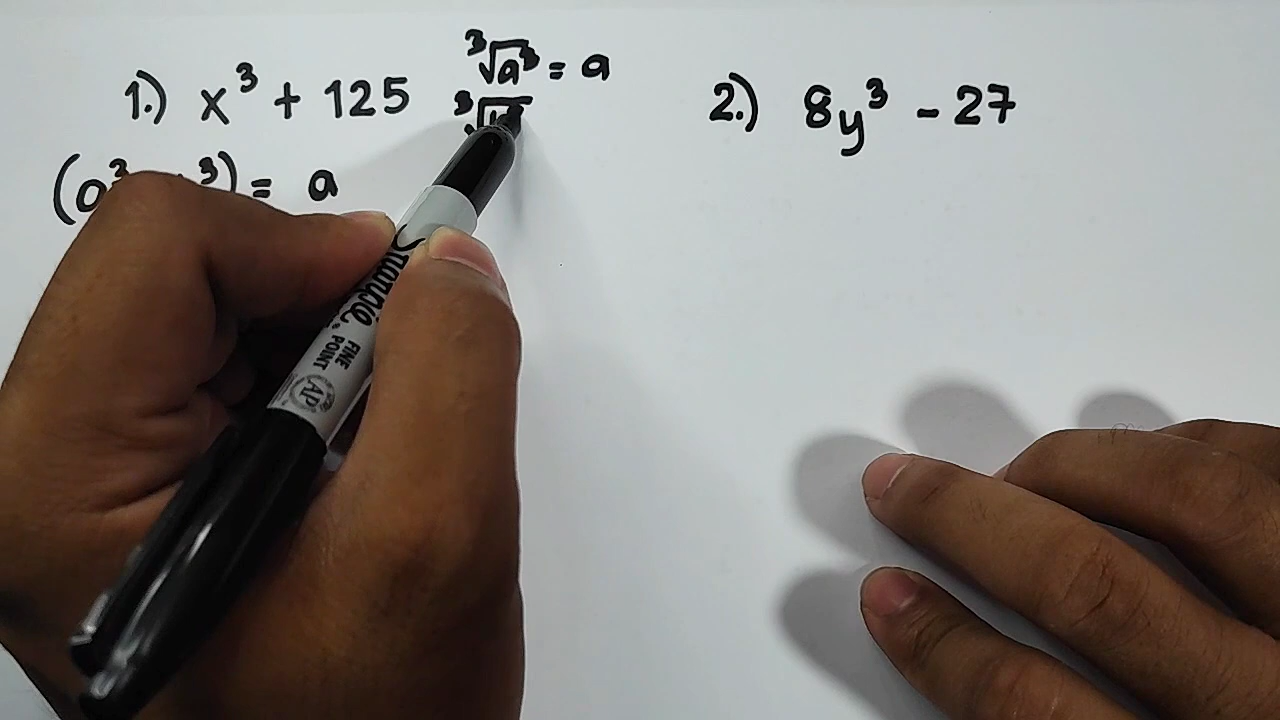 1.) x³ + 125
∛a³ = a
2.) 8y³ - 27
³) = a
Sharpie
FINE
POINT
AP